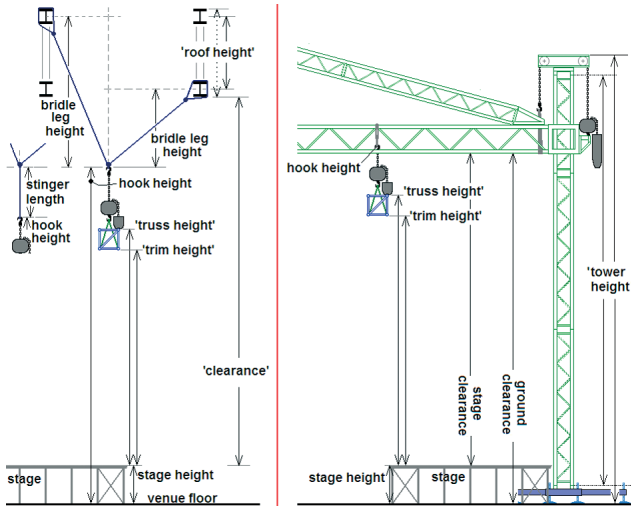 'roof height'
bridle
leg
height
bridle leg
height
hook height
stinger
length
hook
height
'truss height'
'trim height'
'clearance'
stage
stage height
venue floor
hook height
'truss height'
'trim height'
'tower
height
stage
clearance
ground
clearance
stage height
stage